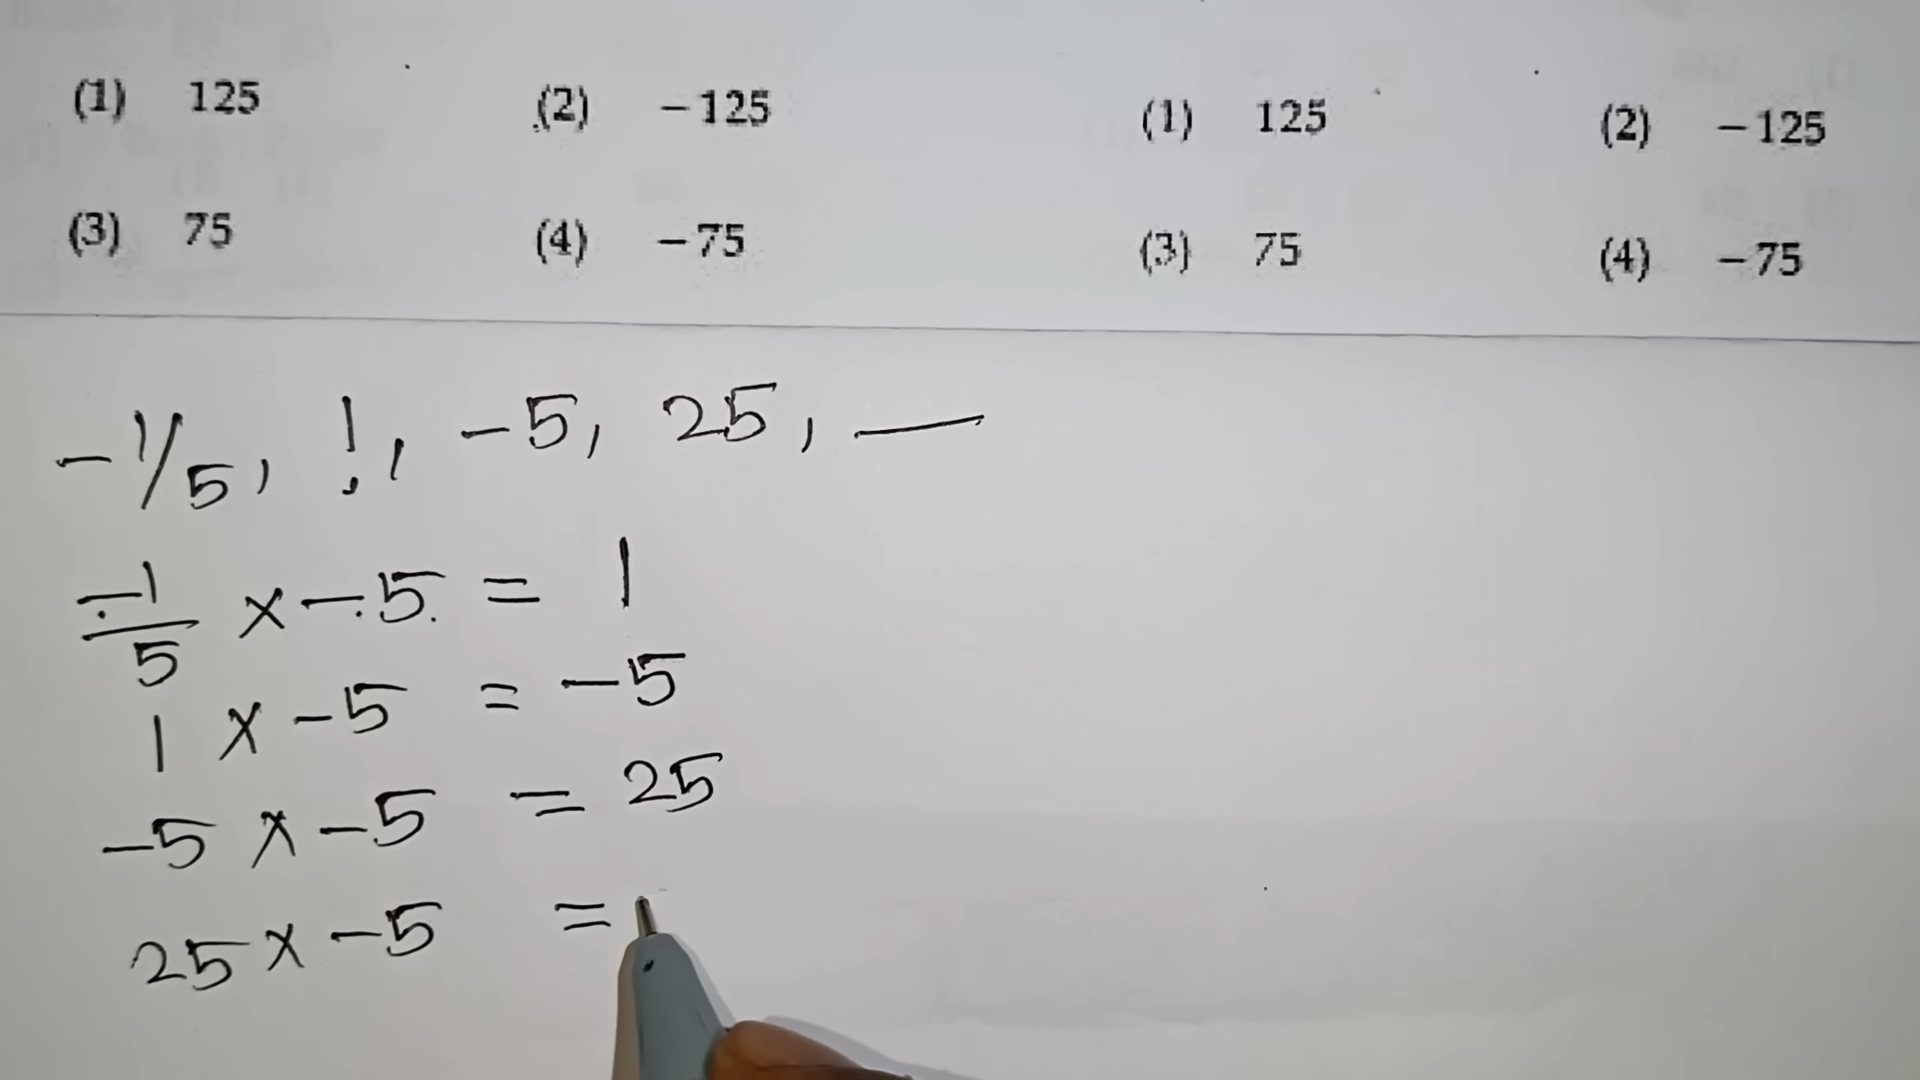 (1) 125 (2) -125 (1) 125 (2) -125
(3) 75 (4) -75 (3) 75 (4) -75
-1/5, 1, -5, 25, —
-1/5 × -5 = 1
1 × -5 = -5
-5 × -5 = 25
25 × -5 =